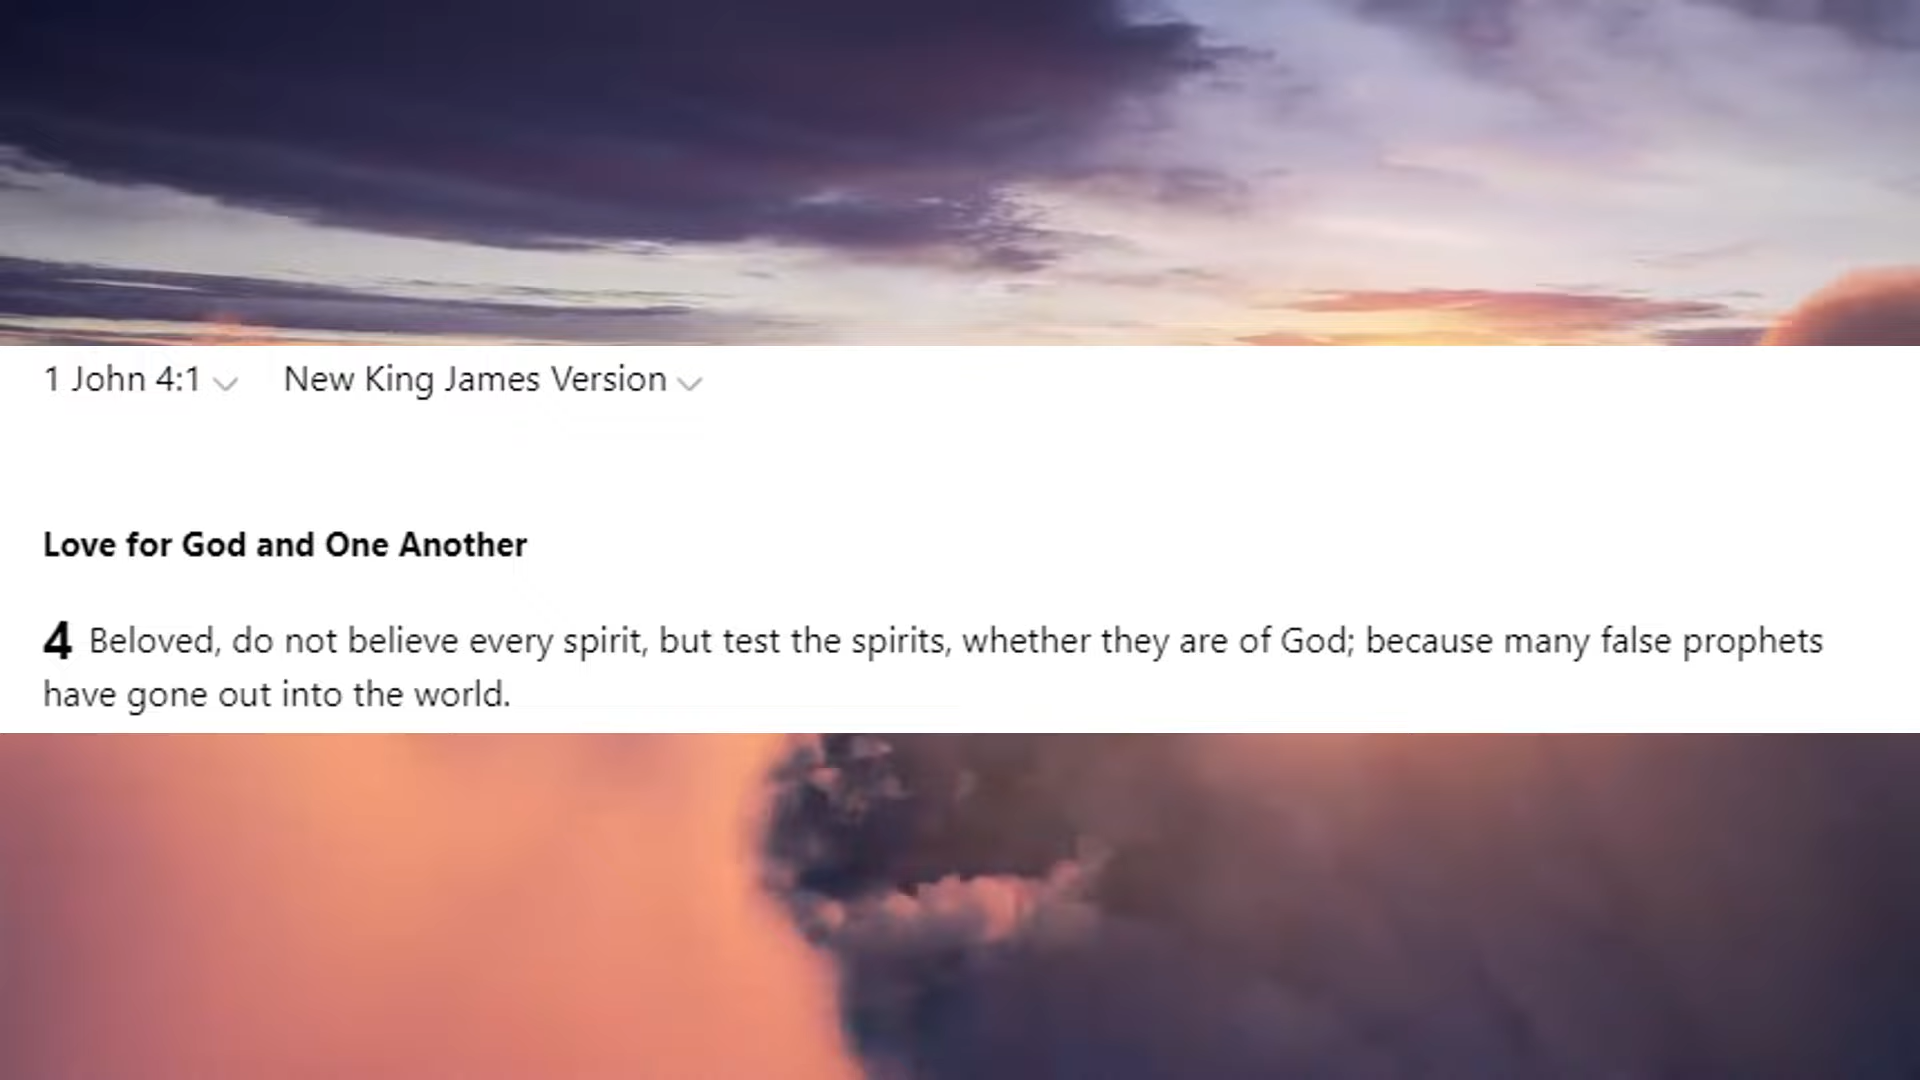 1 John 4:1 New King James Version
Love for God and One Another
4 Beloved, do not believe every spirit, but test the spirits, whether they are of God; because many false prophets
have gone out into the world.